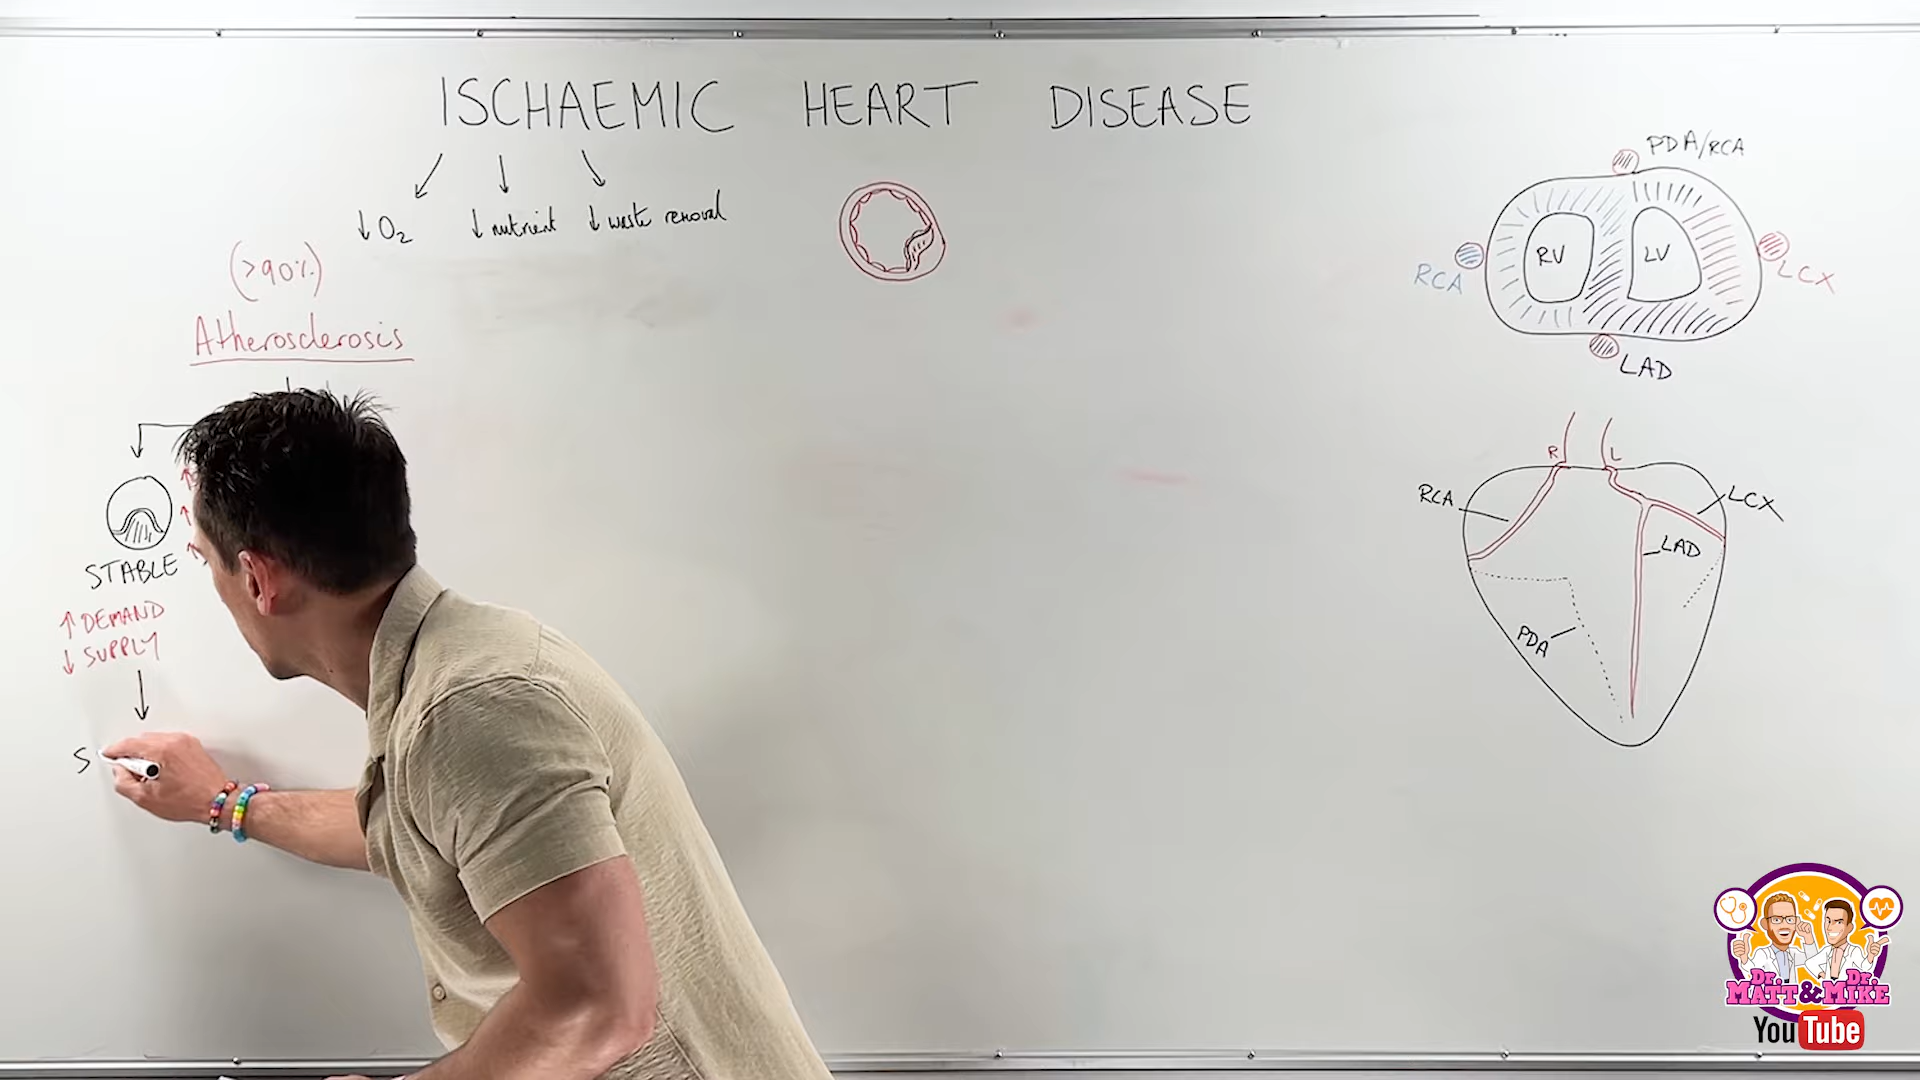 ISCHAEMIC HEART DISEASE
↓ O₂ ↓ nutrient ↓ waste removal
(>90%)
Atherosclerosis
STABLE
↑ DEMAND
↓ SUPPLY
S
PDA/RCA
RCA
RV
LV
LCX
LAD
R L
RCA
LCX
LAD
PDA
Dr. Dr.
MATT & MIKE
YouTube